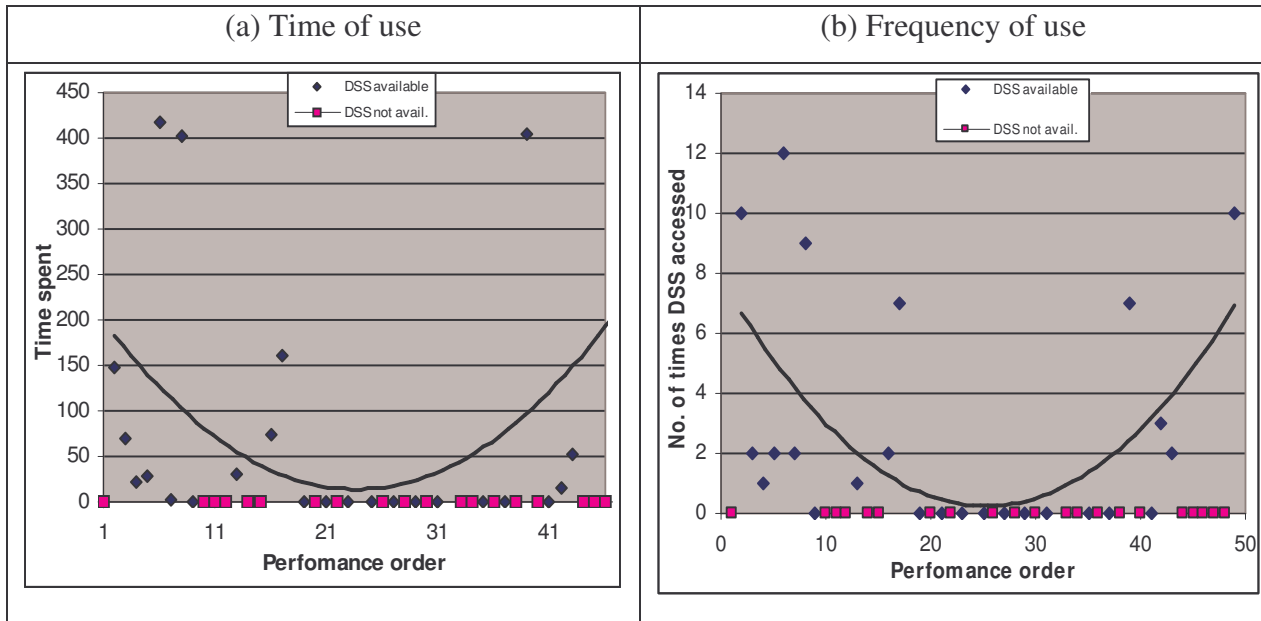 (a) Time of use
(b) Frequency of use
DSS available
DSS not avail.
450
400
350
300
250
200
150
100
50
0
Time spent
1 11 21 31 41
Perfomance order
DSS available
DSS not avail.
14
12
10
8
6
4
2
0
No. of times DSS accessed
0 10 20 30 40 50
Perfomance order